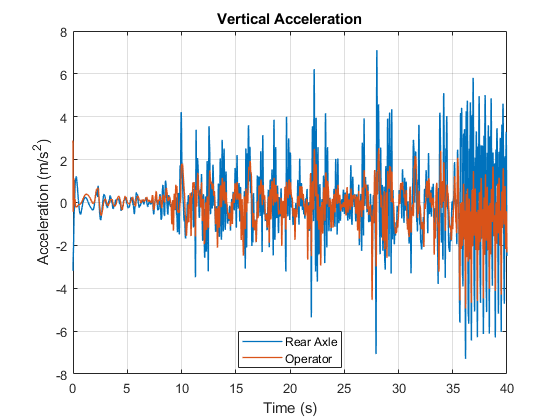 Vertical Acceleration
Acceleration (m/s²)
8
6
4
2
0
-2
-4
-6
-8
Rear Axle
Operator
0 5 10 15 20 25 30 35 40
Time (s)